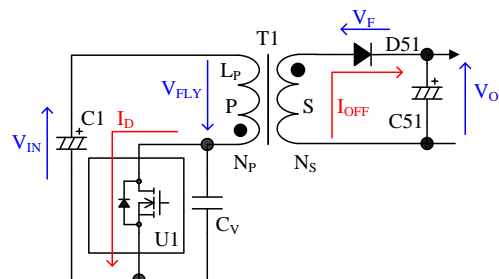 T1
V_F
D51
L_P
V_FLY
P
S
C1
+
I_D
I_OFF
+
V_O
C51
V_IN
N_P
N_S
U1
C_V